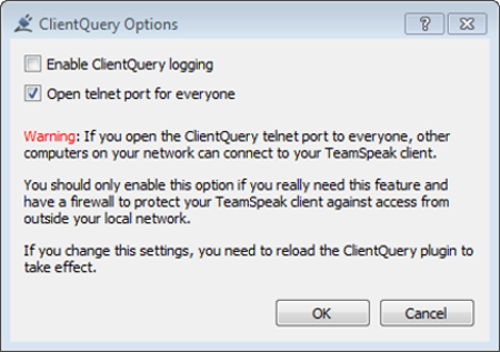 ClientQuery Options
Enable ClientQuery logging
Open telnet port for everyone
Warning: If you open the ClientQuery telnet port to everyone, other
computers on your network can connect to your TeamSpeak client.
You should only enable this option if you really need this feature and
have a firewall to protect your TeamSpeak client against access from
outside your local network.
If you change this settings, you need to reload the ClientQuery plugin to
take effect.
OK
Cancel